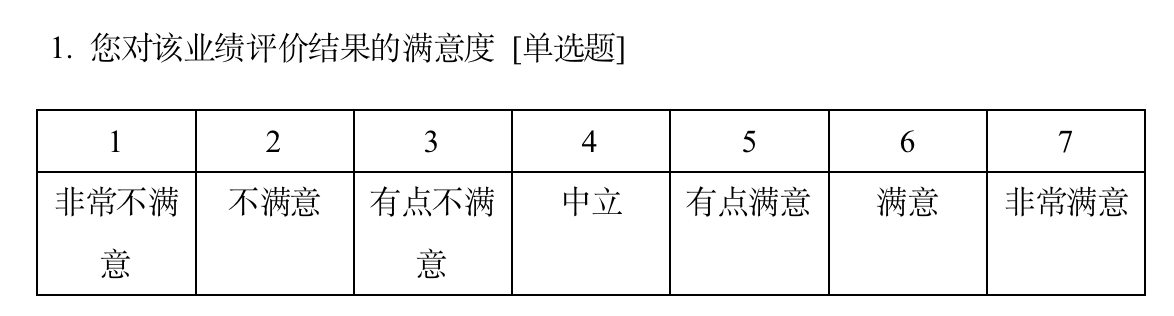 1. 您对该业绩评价结果的满意度 [单选题]
1 2 3 4 5 6 7
非常不满 不满意 有点不满 中立 有点满意 满意 非常满意
意 意